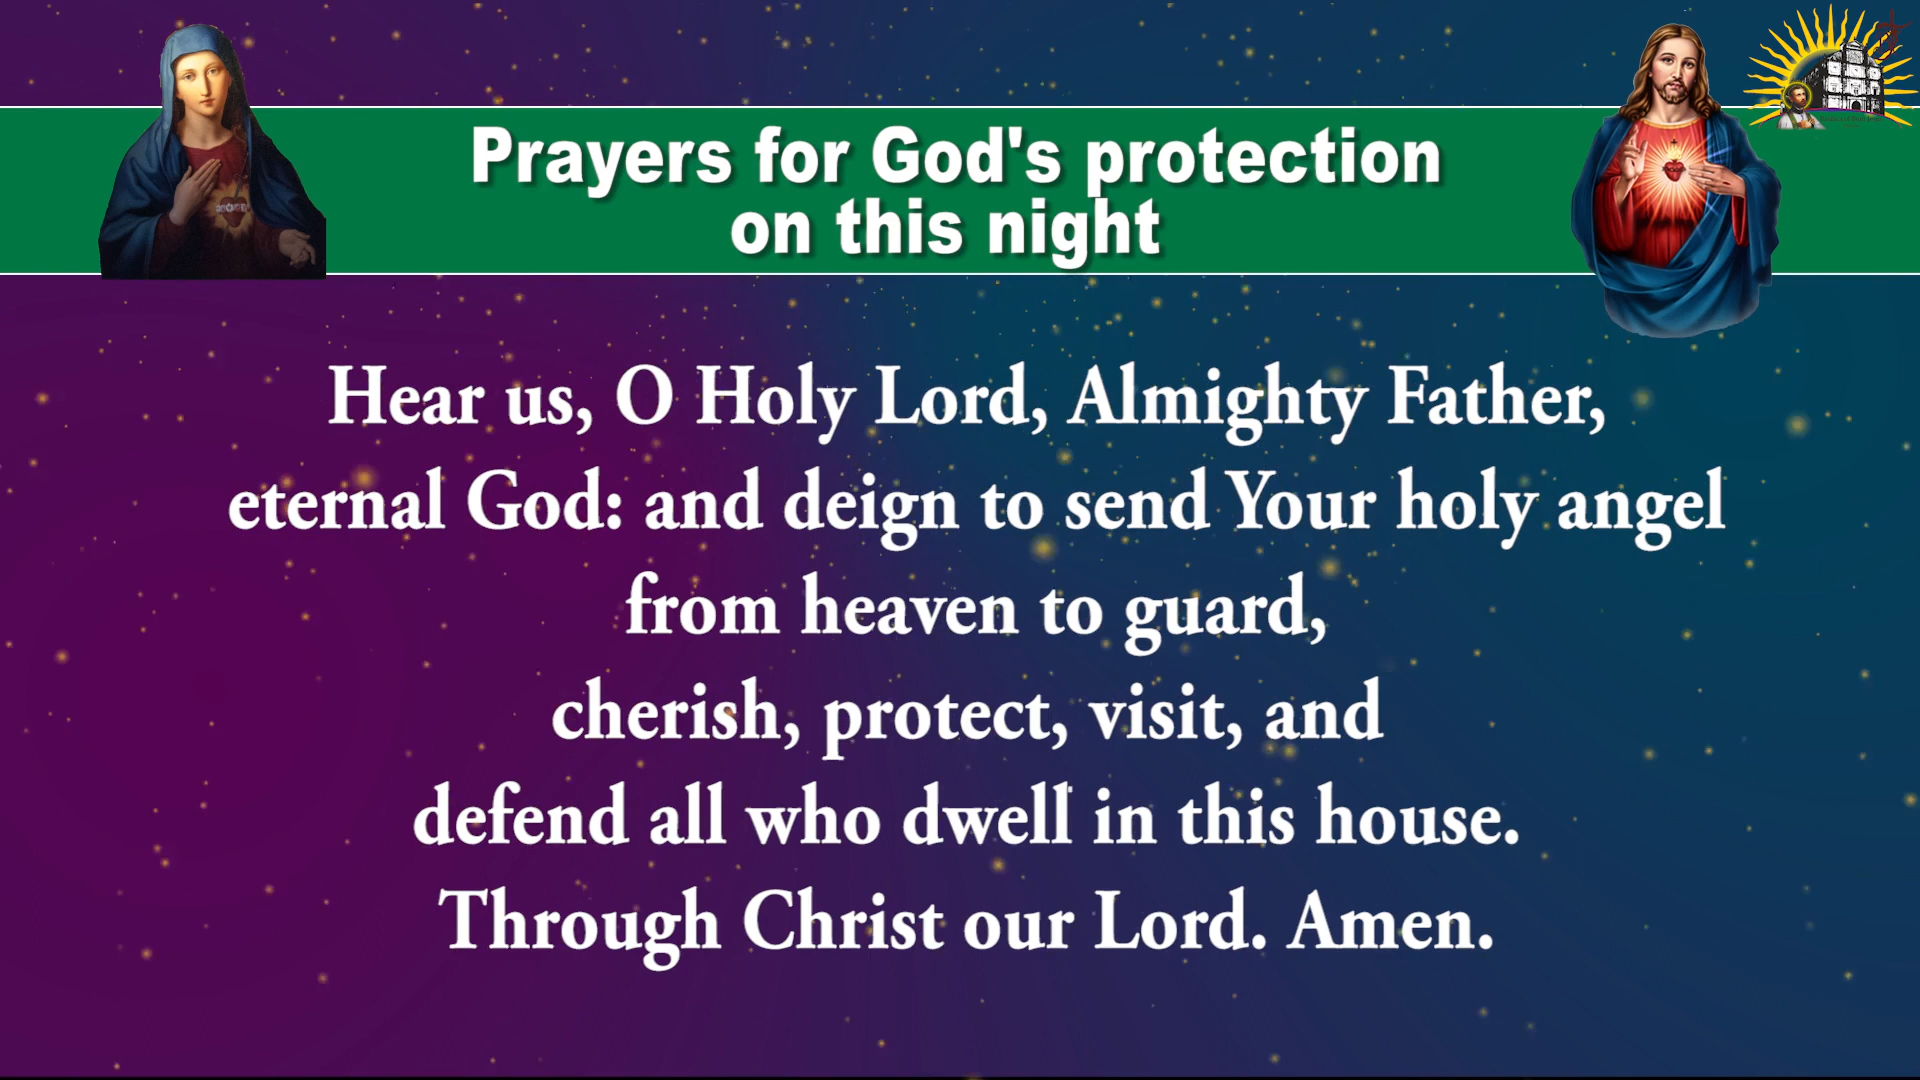 Prayers for God's protection
on this night
Hear us, O Holy Lord, Almighty Father,
eternal God: and deign to send Your holy angel
from heaven to guard,
cherish, protect, visit, and
defend all who dwell in this house.
Through Christ our Lord. Amen.